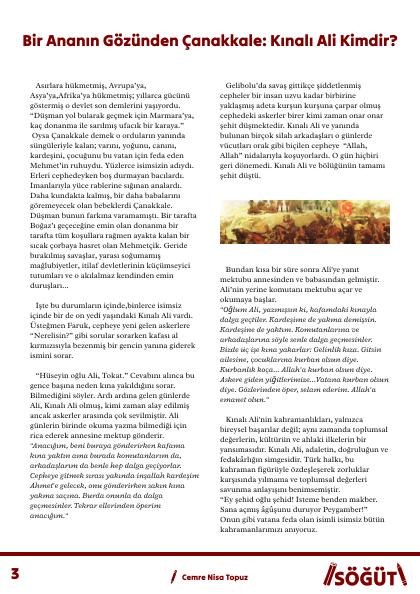 Bir Ananın Gözünden Çanakkale: Kınalı Ali Kimdir?
Asırlara hükmetmiş, Avrupa'ya,
Asya'ya,Afrika'ya hükmetmiş; yıllarca gücünü
göstermiş o devlet son demlerini yaşıyordu.
"Düşman yol bularak geçmek için Marmara'ya,
kaç donanma ile sarılmış ufacık bir karaya."
Oysa Çanakkale demek o orduların yanında
süngüleriyle kalan; varını, yoğunu, canını,
kardeşini, çocuğunu bu vatan için feda eden
Mehmet'in ruhuydu. Yüzlerce isimsizin adıydı.
Erleri cephedeyken boş durmayan bacılardı.
İmanlarıyla yüce rablerine sığınan analardı.
Daha kundakta kalmış, bir daha babalarını
göremeyecek olan bebeklerdi Çanakkale.
Düşman bunun farkına varamamıştı. Bir tarafta
Boğaz'ı geçeceğine emin olan donanma bir
tarafta tüm koşullara rağmen ayakta kalan bir
sıcak çorbaya hasret olan Mehmetçik. Geride
bırakılmış savaşlar, yarası soğumamış
mağlubiyetler, itilaf devletlerinin küçümseyici
tutumları ve o akılalmaz kendinden emin
duruşları...
İşte bu durumların içinde,binlerce isimsiz
içinde bir de on yedi yaşındaki Kınalı Ali vardı.
Üsteğmen Faruk, cepheye yeni gelen askerlere
"Nerelisin?" gibi sorular sorarken kafası al
kırmızısıyla bezenmiş bir gencin yanına giderek
ismini sorar.
"Hüseyin oğlu Ali, Tokat." Cevabını alınca bu
gence başına neden kına yakıldığını sorar.
Bilmediğini söyler. Ardı ardına gelen günlerde
Ali, Kınalı Ali olmuş, kimi zaman alay edilmiş
ancak askerler arasında çok sevilmiştir. Ali
günlerin birinde okuma yazma bilmediği için
rica ederek annesine mektup gönderir.
"Anacığım, beni buraya gönderirken kafama
kına yaktın ama burada komutanlarım da,
arkadaşlarım da benle hep dalga geçiyorlar.
Cepheye gitmek sırası yakında inşallah kardeşim
Ahmet'e gelecek, onu gönderirken sakın kına
yakma saçına. Burda onunla da dalga
geçmesinler. Tekrar ellerinden öperim
anacığım."
Gelibolu'da savaş gittikçe şiddetlenmiş
cepheler bir insan uzvu kadar birbirine
yaklaşmış adeta kurşun kurşuna çarpar olmuş
cephedeki askerler birer kimi zaman onar onar
şehit düşmektedir. Kınalı Ali ve yanında
bulunan birçok silah arkadaşları o günlerde
vücutları orak gibi biçilen cepheye "Allah,
Allah" nidalarıyla koşuyorlardı. O gün hiçbiri
geri dönemedi. Kınalı Ali ve bölüğünün tamamı
şehit düştü.
Bundan kısa bir süre sonra Ali'ye yanıt
mektubu annesinden ve babasından gelmiştir.
Ali'nin yerine komutanı mektubu açar ve
okumaya başlar.
"Oğlum Ali, yazmışsın ki, kafamdaki kınayla
dalga geçtiler. Kardeşime de yakma demişsin.
Kardeşine de yaktım. Komutanlarına ve
arkadaşlarına söyle senle dalga geçmesinler.
Bizde üç işe kına yakarlar: Gelinlik kıza. Gitsin
ailesine, çocuklarına kurban olsun diye.
Kurbanlık koça... Allah'a kurban olsun diye.
Askere giden yiğitlerimize...Vatana kurban olsun
diye. Gözlerinden öper, selam ederim. Allah'a
emanet olun."
Kınalı Ali'nin kahramanlıkları, yalnızca
bireysel başarılar değil; aynı zamanda toplumsal
değerlerin, kültürün ve ahlaki ilkelerin bir
yansımasıdır. Kınalı Ali, adaletin, doğruluğun ve
fedakârlığın simgesidir. Türk halkı, bu
kahraman figürüyle özdeşleşerek zorluklar
karşısında yılmama ve toplumsal değerleri
savunma anlayışını benimsemiştir.
"Ey şehid oğlu şehid! İsteme benden makber.
Sana açmış âğûşunu duruyor Peygamber!"
Onun gibi vatana feda olan isimli isimsiz bütün
kahramanlarımızı anıyoruz.
3
Cemre Nisa Topuz
SÖĞÜT